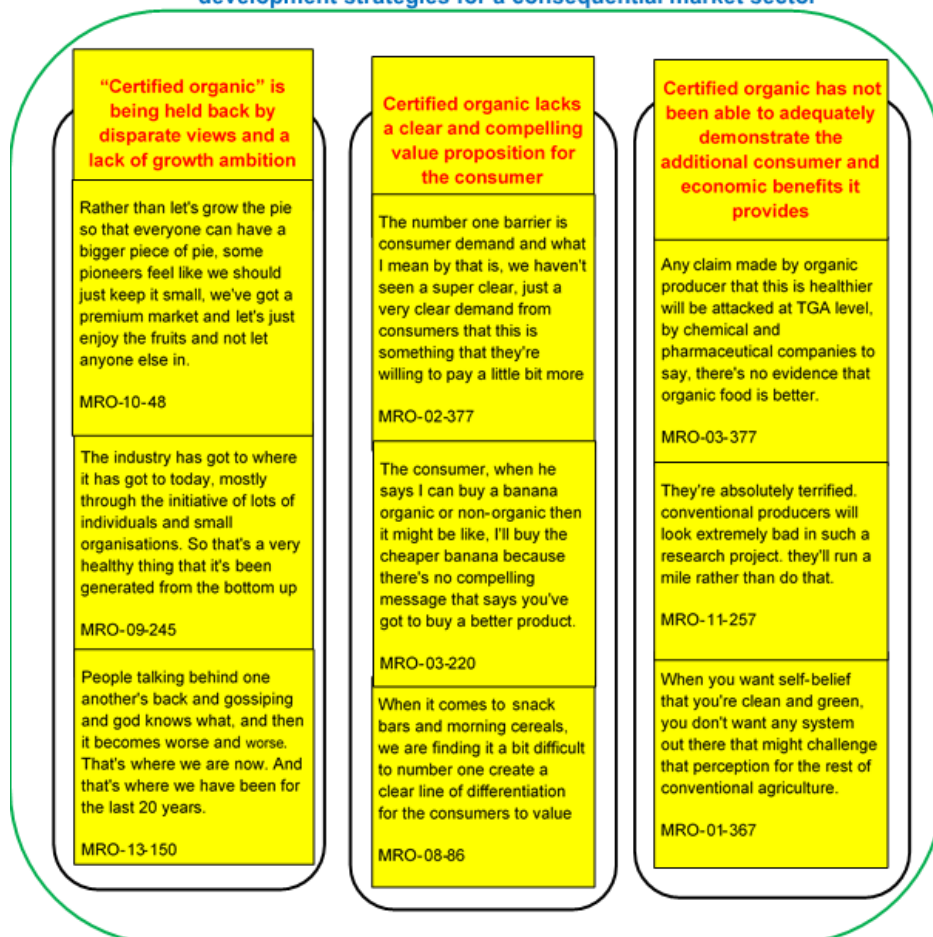 development strategies for a consequential market sector
“Certified organic” is
being held back by
disparate views and a
lack of growth ambition
Rather than let's grow the pie
so that everyone can have a
bigger piece of pie, some
pioneers feel like we should
just keep it small, we've got a
premium market and let's just
enjoy the fruits and not let
anyone else in.
MRO-10-48
The industry has got to where
it has got to today, mostly
through the initiative of lots of
individuals and small
organisations. So that's a very
healthy thing that it's been
generated from the bottom up
MRO-09-245
People talking behind one
another's back and gossiping
and god knows what, and then
it becomes worse and worse.
That's where we are now. And
that's where we have been for
the last 20 years.
MRO-13-150
Certified organic lacks
a clear and compelling
value proposition for
the consumer
The number one barrier is
consumer demand and what
I mean by that is, we haven't
seen a super clear, just a
very clear demand from
consumers that this is
something that they're
willing to pay a little bit more
MRO-02-377
The consumer, when he
says I can buy a banana
organic or non-organic then
it might be like, I'll buy the
cheaper banana because
there's no compelling
message that says you've
got to buy a better product.
MRO-03-220
When it comes to snack
bars and morning cereals,
we are finding it a bit difficult
to number one create a
clear line of differentiation
for the consumers to value
MRO-08-86
Certified organic has not
been able to adequately
demonstrate the
additional consumer and
economic benefits it
provides
Any claim made by organic
producer that this is healthier
will be attacked at TGA level,
by chemical and
pharmaceutical companies to
say, there's no evidence that
organic food is better.
MRO-03-377
They're absolutely terrified.
conventional producers will
look extremely bad in such a
research project. they'll run a
mile rather than do that.
MRO-11-257
When you want self-belief
that you're clean and green,
you don't want any system
out there that might challenge
that perception for the rest of
conventional agriculture.
MRO-01-367